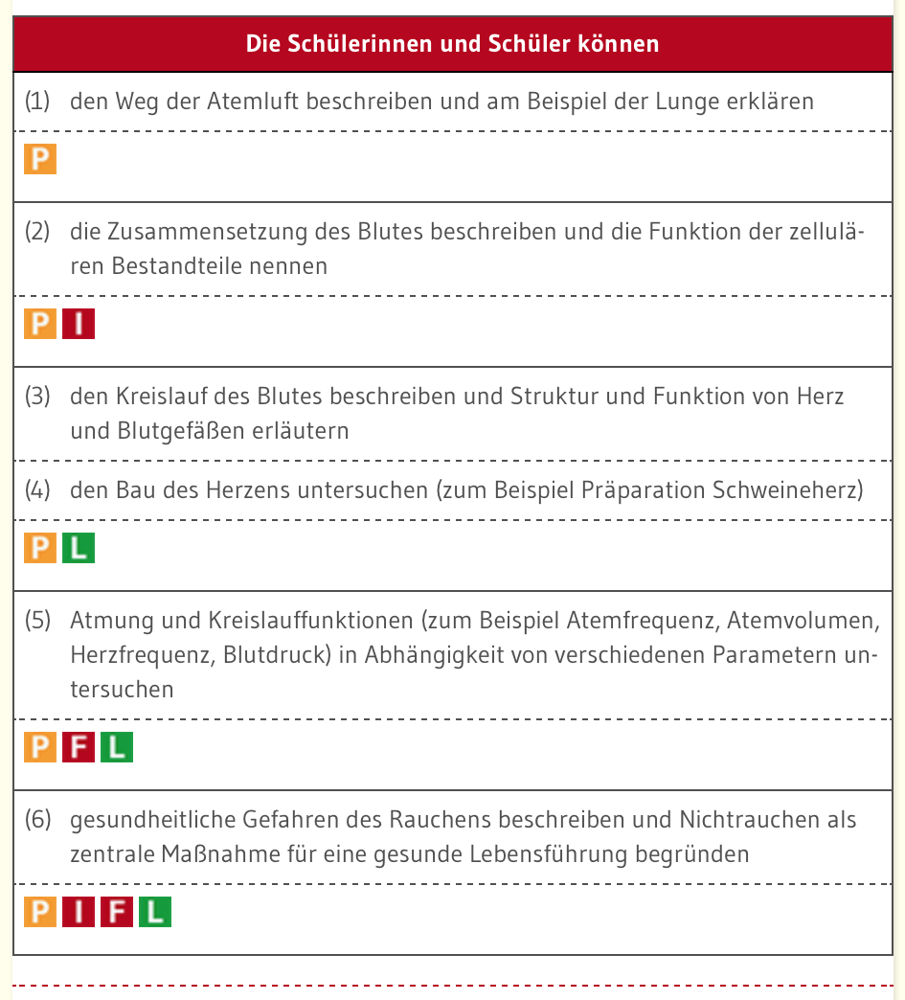 Die Schülerinnen und Schüler können
(1) den Weg der Atemluft beschreiben und am Beispiel der Lunge erklären
P
(2) die Zusammensetzung des Blutes beschreiben und die Funktion der zellulä-
ren Bestandteile nennen
P I
(3) den Kreislauf des Blutes beschreiben und Struktur und Funktion von Herz
und Blutgefäßen erläutern
(4) den Bau des Herzens untersuchen (zum Beispiel Präparation Schweineherz)
P L
(5) Atmung und Kreislauffunktionen (zum Beispiel Atemfrequenz, Atemvolumen,
Herzfrequenz, Blutdruck) in Abhängigkeit von verschiedenen Parametern un-
tersuchen
P F L
(6) gesundheitliche Gefahren des Rauchens beschreiben und Nichtrauchen als
zentrale Maßnahme für eine gesunde Lebensführung begründen
P I F L